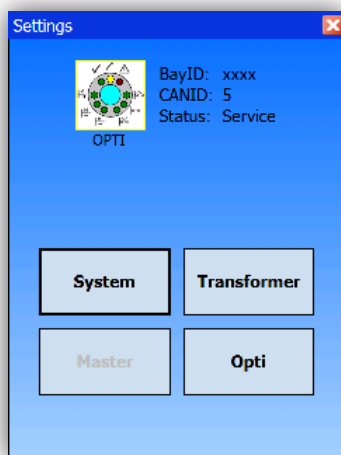 Settings
BayID: xxxx
CANID: 5
Status: Service
OPTI
System
Transformer
Master
Opti